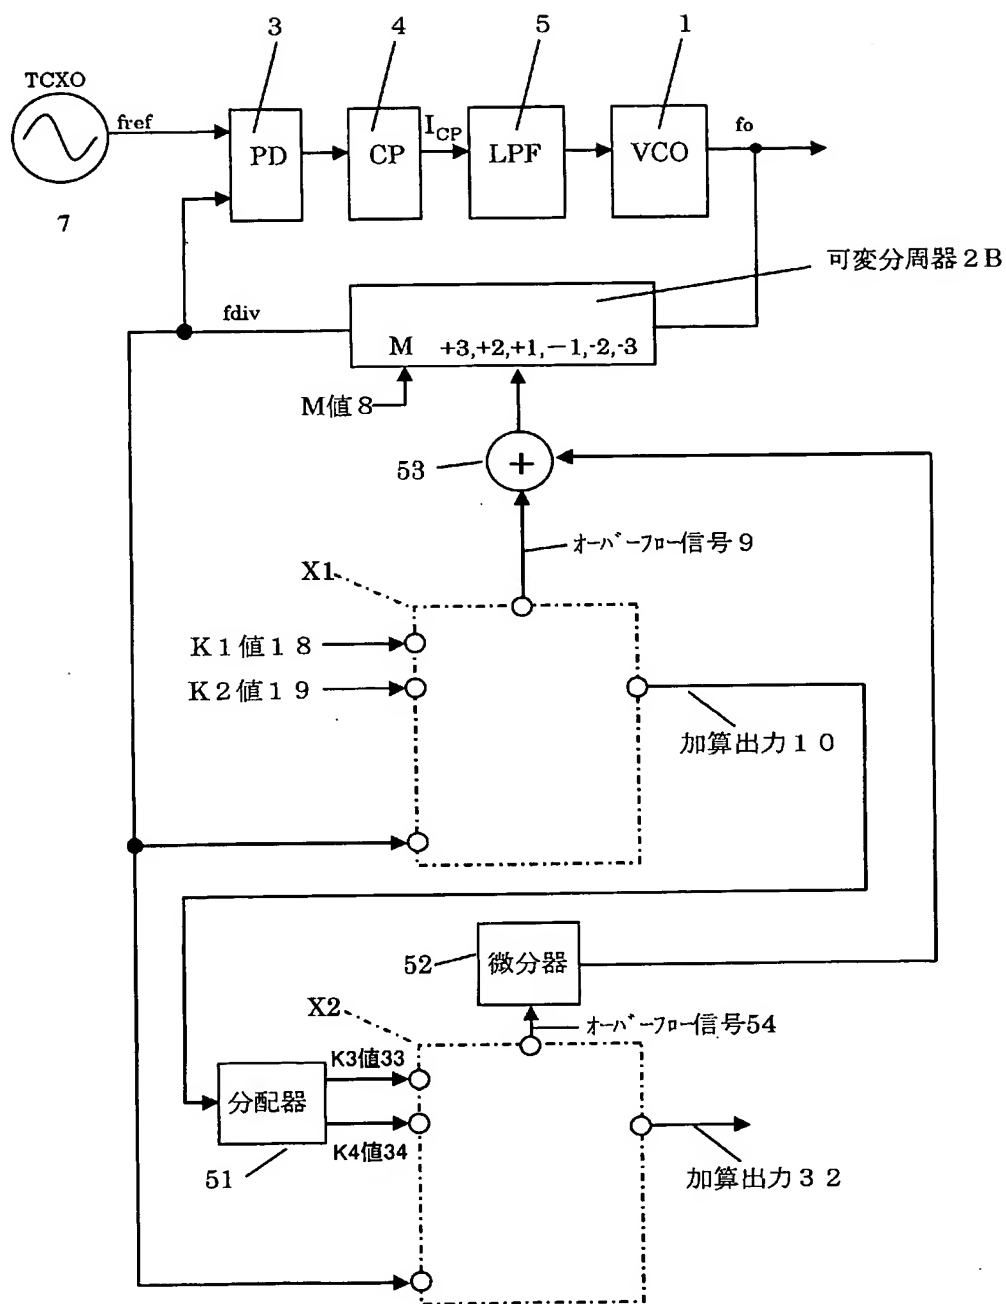 3
4
5
1
TCXO
fref
PD
CP
I_CP
LPF
VCO
fo
7
可変分周器2B
fdiv
M +3,+2,+1,−1,-2,-3
M値8
53
+
オーバーフロー信号9
X1
K1値18
K2値19
加算出力10
52
微分器
X2
オーバーフロー信号54
K3値33
分配器
K4値34
51
加算出力32